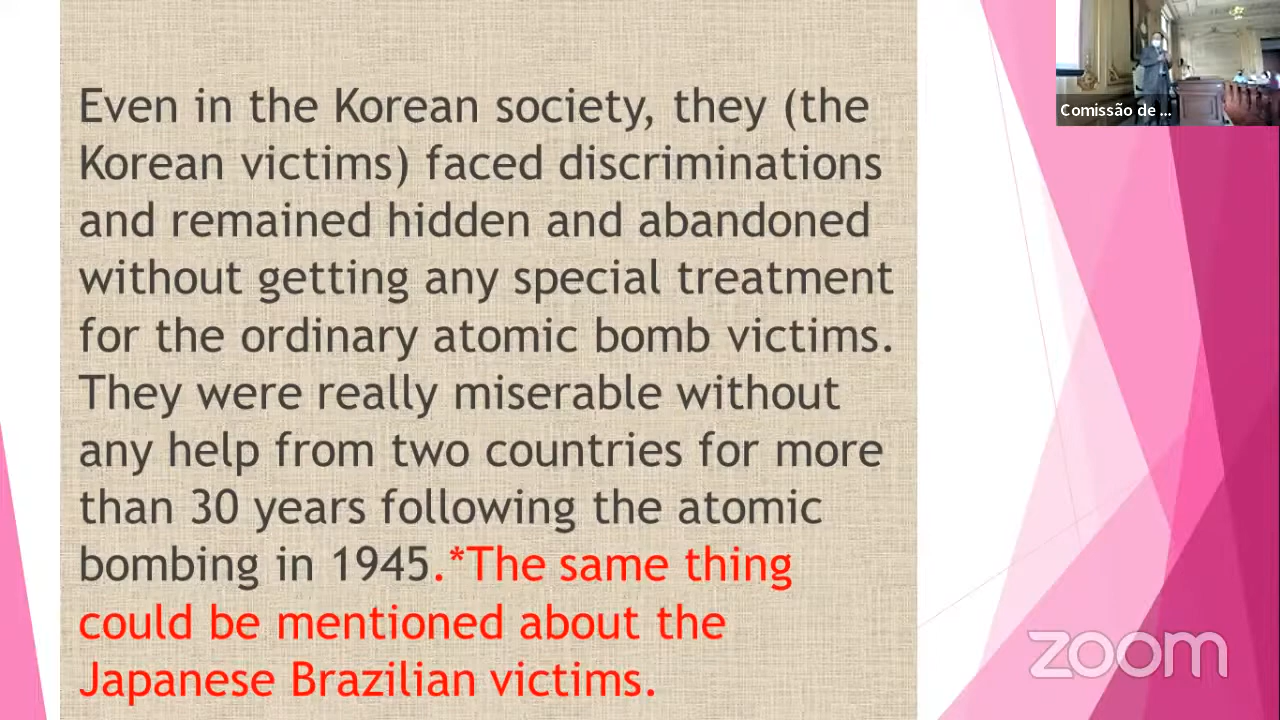 Even in the Korean society, they (the
Korean victims) faced discriminations
and remained hidden and abandoned
without getting any special treatment
for the ordinary atomic bomb victims.
They were really miserable without
any help from two countries for more
than 30 years following the atomic
bombing in 1945.*The same thing
could be mentioned about the
Japanese Brazilian victims.
Comissão de ...
zoom